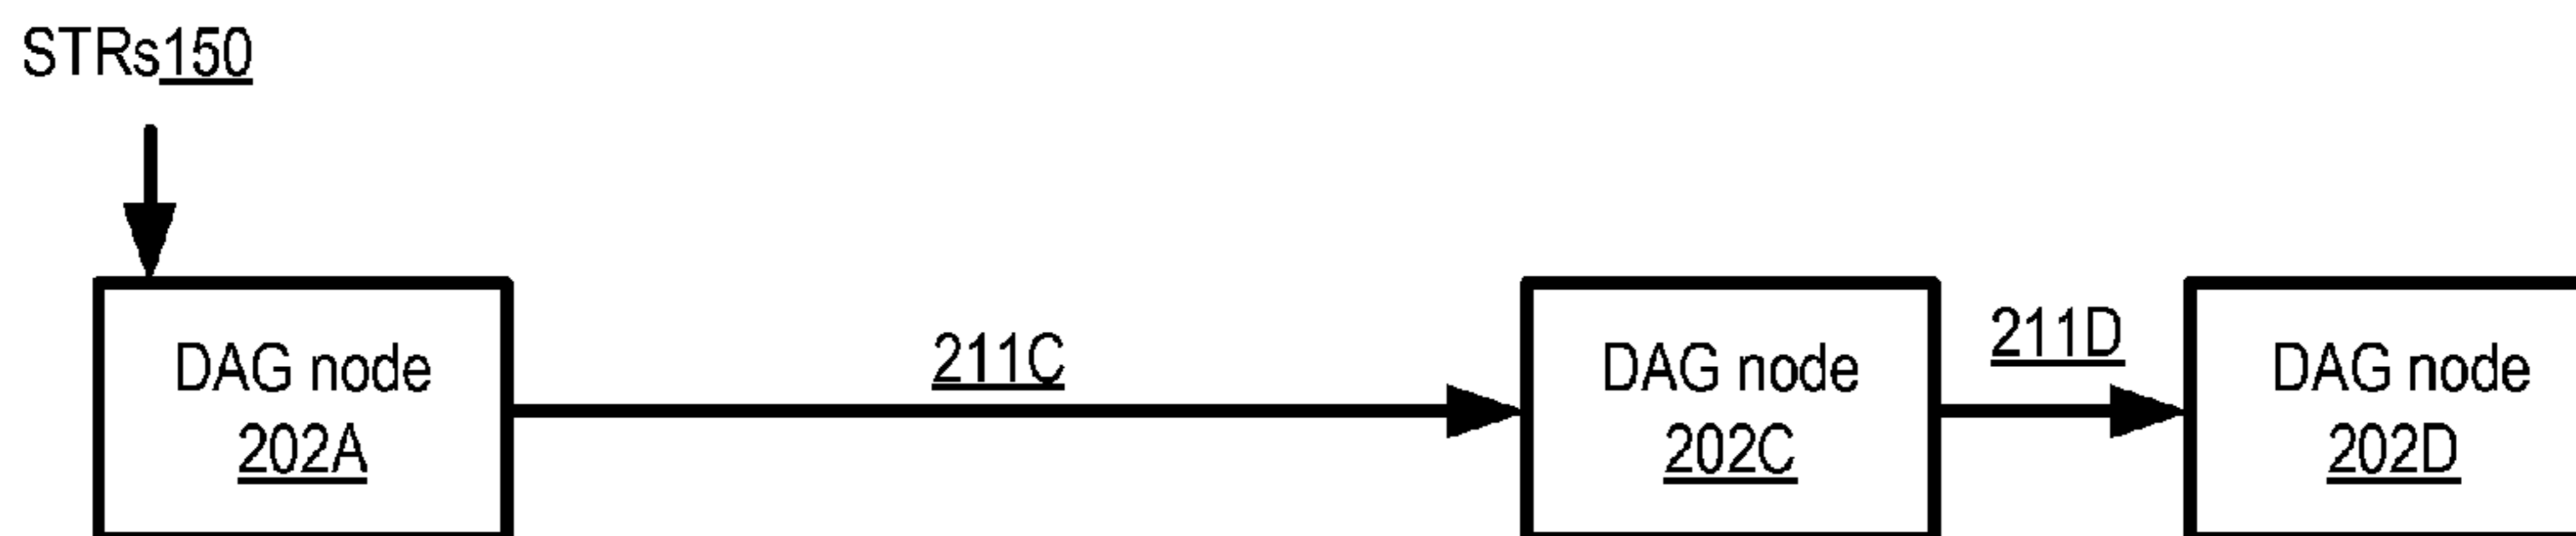 STRs150
211C
211D
DAG node
202A
DAG node
202C
DAG node
202D